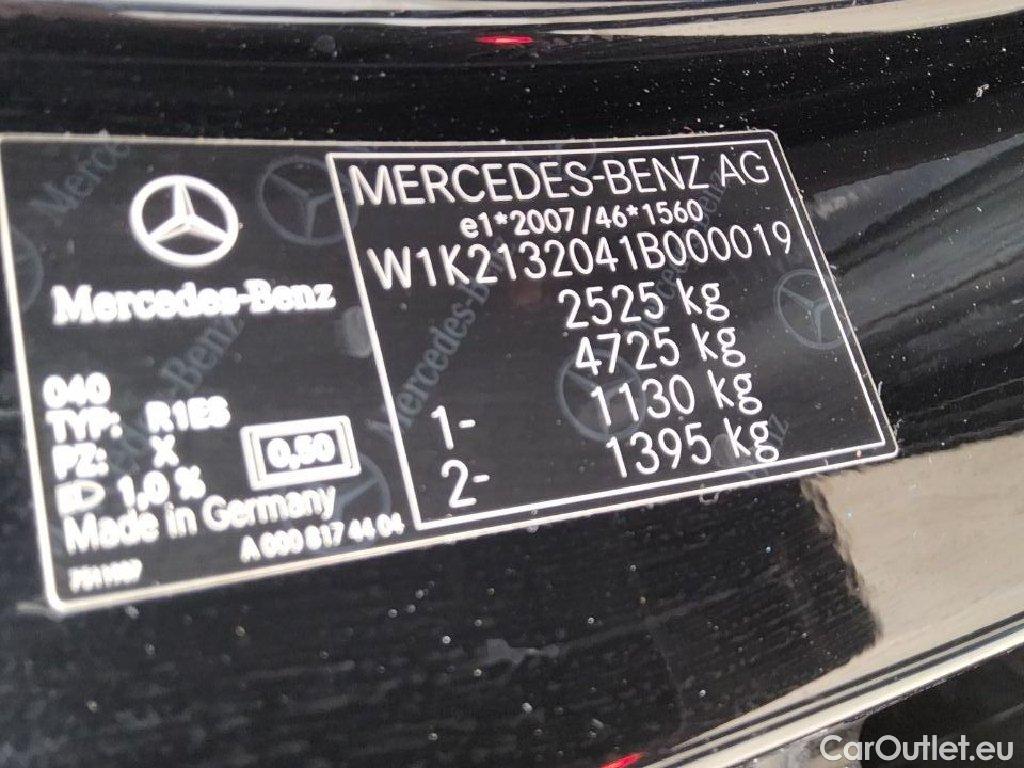 Mercedes-Benz
040
TYP: R1ES
PZ: X
1,0 %
0,50
Made in Germany
A 000 817 44 04
MERCEDES-BENZ AG
e1*2007/46*1560
W1K2132041B000019
2525 kg
4725 kg
1- 1130 kg
2- 1395 kg
CarOutlet.eu